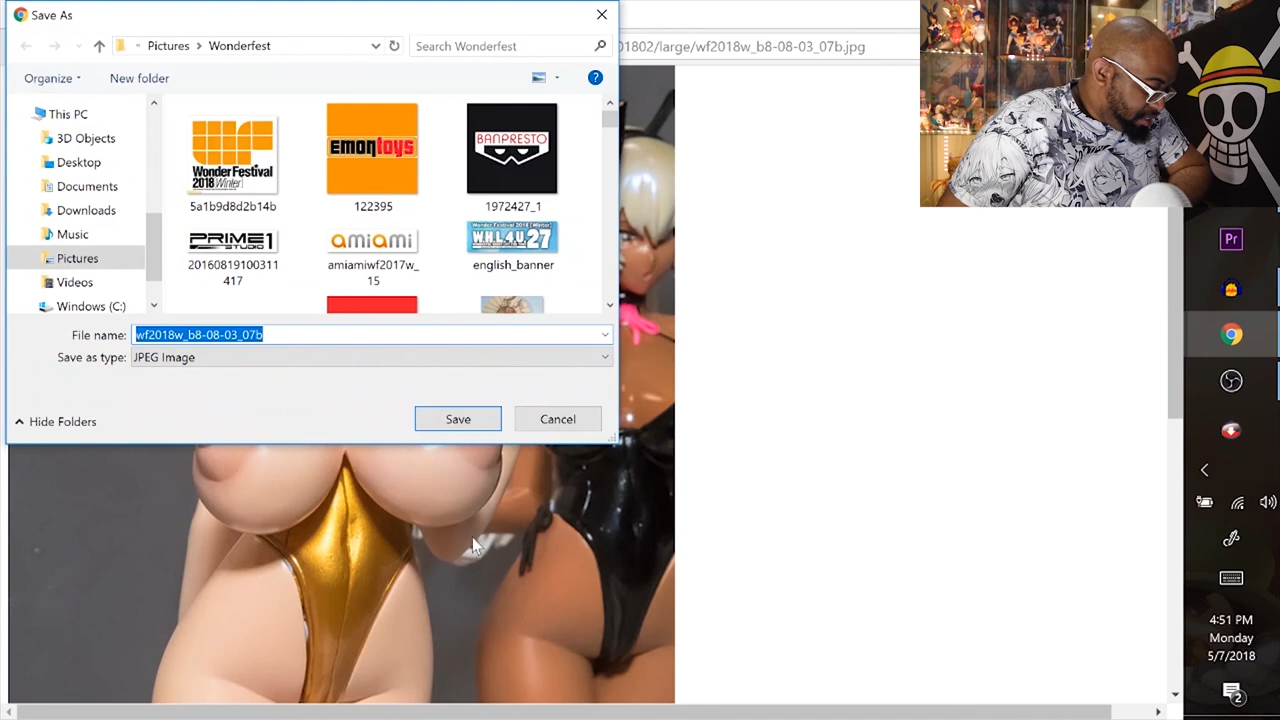 Save As
Pictures
Wonderfest
Search Wonderfest
01802/large/wf2018w_b8-08-03_07b.jpg
Organize
New folder
?
This PC
3D Objects
Desktop
Documents
Downloads
Music
Pictures
Videos
Windows (C:)
Wonder Festival
2018 Winter
5a1b9d8d2b14b
emontoys
122395
BANPRESTO
1972427_1
PRIME1
STUDIO
20160819100311
417
amiami
amiamiwf2017w_
15
Wonder Festival 2018 [Winter]
WHL4U 27
english_banner
File name:
wf2018w_b8-08-03_07b
Save as type:
JPEG Image
Hide Folders
Save
Cancel
Pr
4:51 PM
Monday
5/7/2018
2